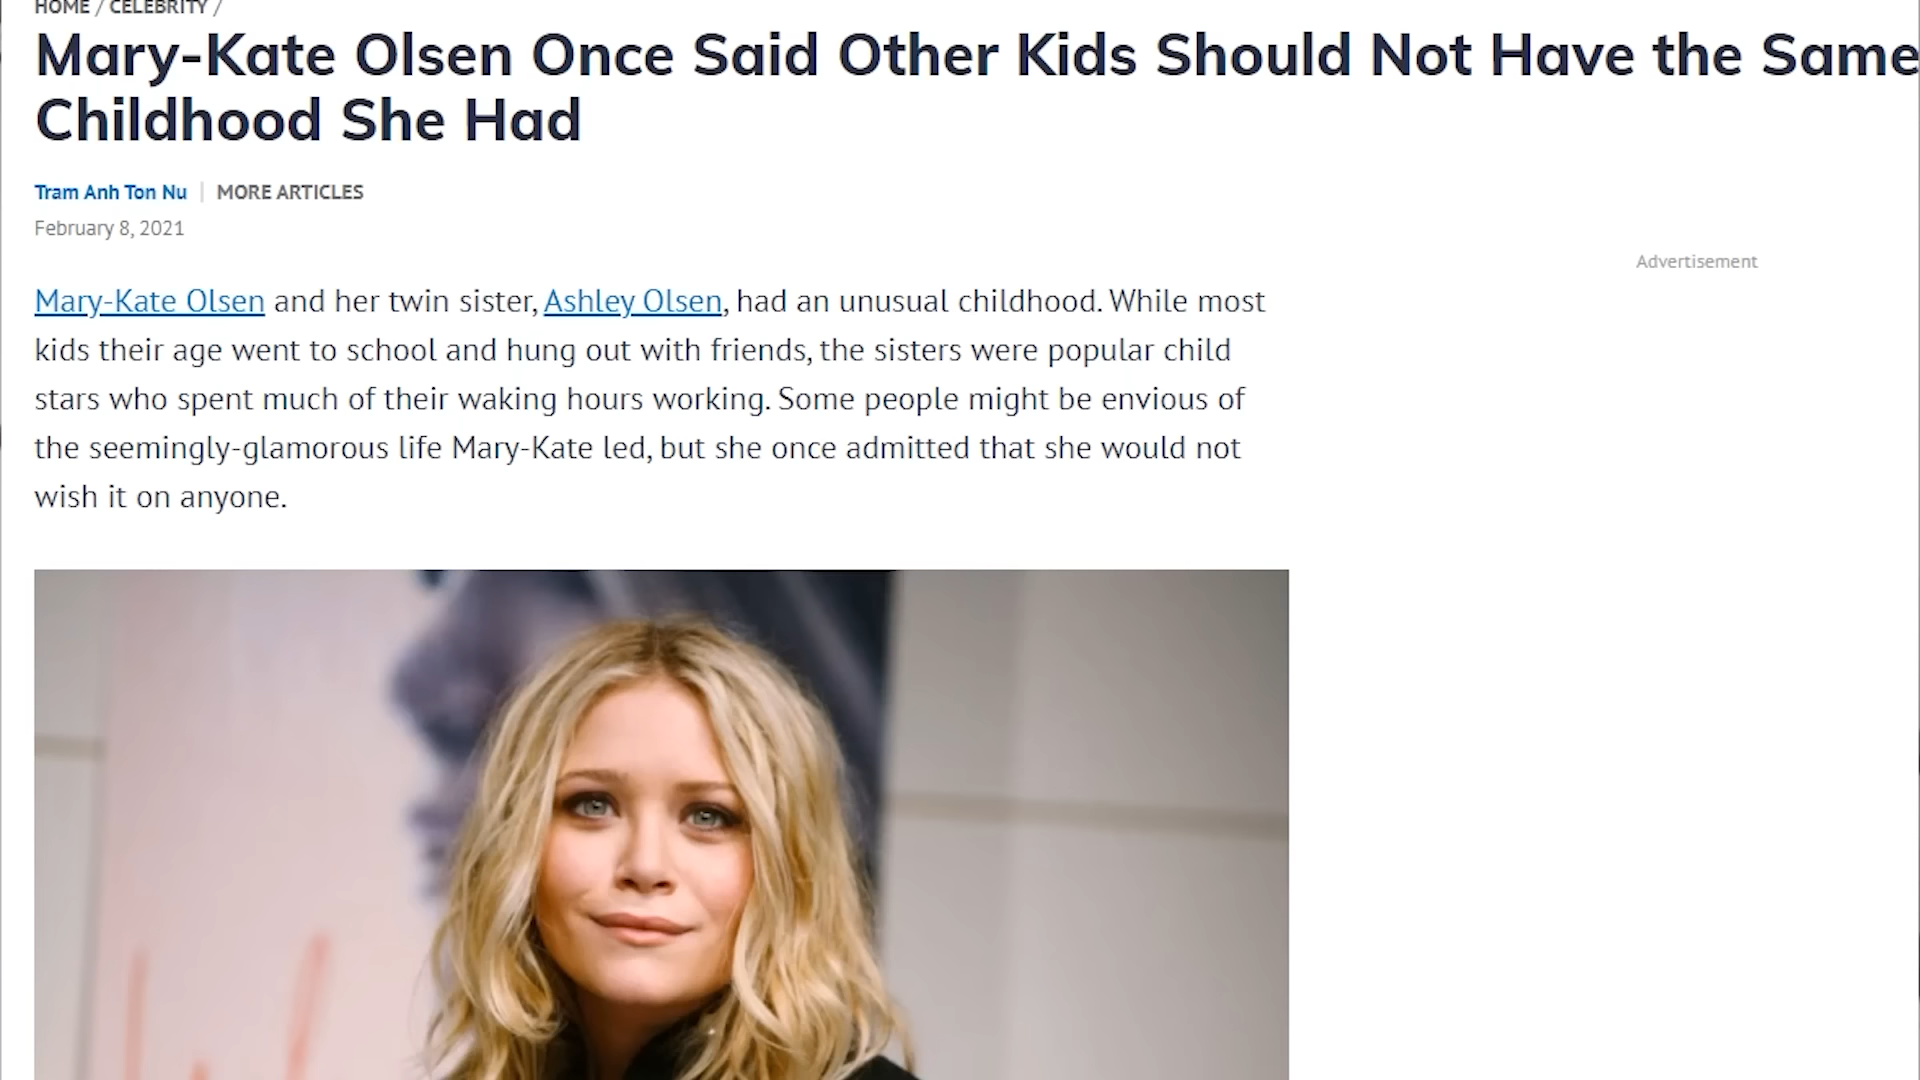 HOME / CELEBRITY /
Mary-Kate Olsen Once Said Other Kids Should Not Have the Same
Childhood She Had
Tram Anh Ton Nu | MORE ARTICLES
February 8, 2021
Advertisement
Mary-Kate Olsen and her twin sister, Ashley Olsen, had an unusual childhood. While most
kids their age went to school and hung out with friends, the sisters were popular child
stars who spent much of their waking hours working. Some people might be envious of
the seemingly-glamorous life Mary-Kate led, but she once admitted that she would not
wish it on anyone.